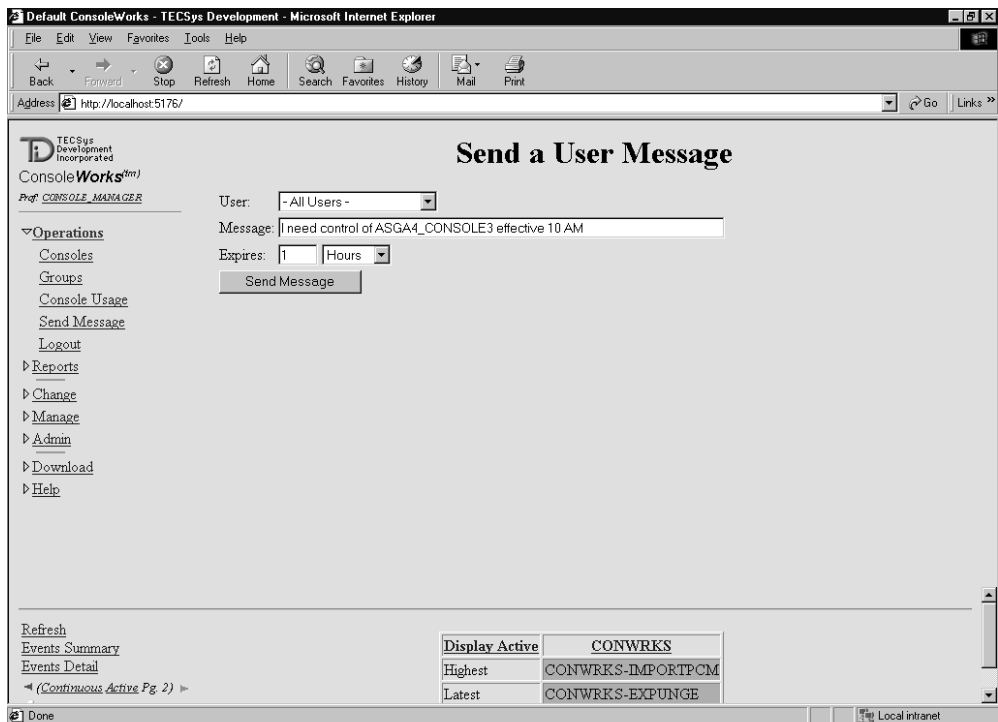 Default ConsoleWorks - TECSys Development - Microsoft Internet Explorer
File Edit View Favorites Tools Help
Back Forward Stop Refresh Home Search Favorites History Mail Print
Address http://localhost:5176/ Go Links »
TECSys
Development
Incorporated
ConsoleWorks(tm)
Prof: CONSOLE_MANAGER
Operations
Consoles
Groups
Console Usage
Send Message
Logout
Reports
Change
Manage
Admin
Download
Help
Send a User Message
User: - All Users -
Message: I need control of ASGA4_CONSOLE3 effective 10 AM
Expires: 1 Hours
Send Message
Refresh
Events Summary
Events Detail
(Continuous Active Pg. 2)
Display Active CONWRKS
Highest CONWRKS-IMPORTPCM
Latest CONWRKS-EXPUNGE
Done Local intranet